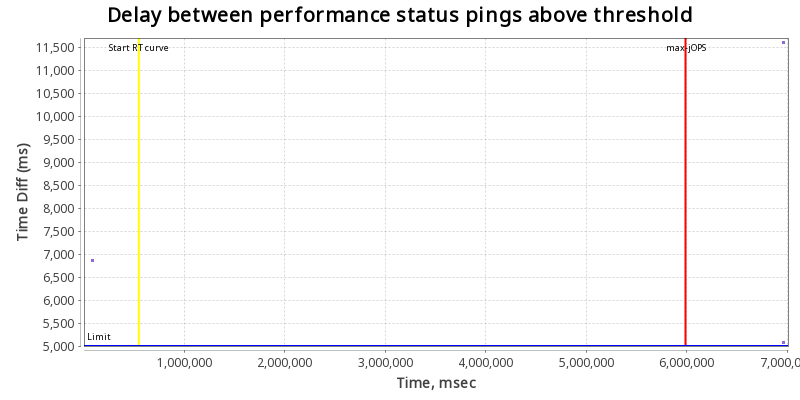 Delay between performance status pings above threshold
Start RT curve
max-jOPS
11,500
11,000
10,500
10,000
9,500
9,000
8,500
8,000
7,500
7,000
6,500
6,000
5,500
5,000
Time Diff (ms)
Limit
1,000,000 2,000,000 3,000,000 4,000,000 5,000,000 6,000,000 7,000,0
Time, msec